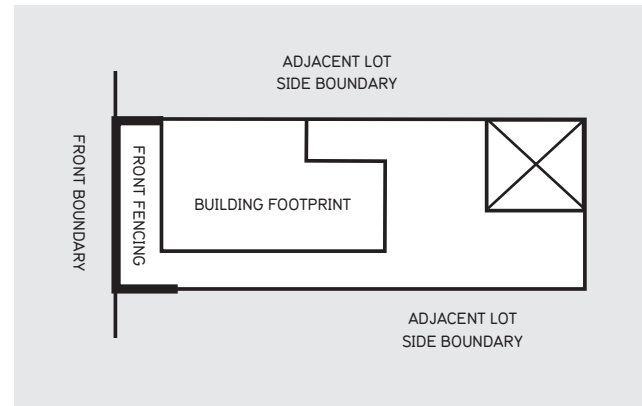 ADJACENT LOT
SIDE BOUNDARY
FRONT BOUNDARY
FRONT FENCING
BUILDING FOOTPRINT
ADJACENT LOT
SIDE BOUNDARY